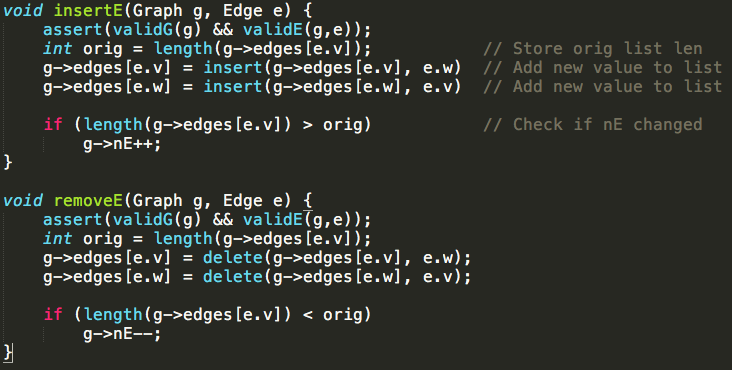 void insertE(Graph g, Edge e) {
    assert(validG(g) && validE(g,e));
    int orig = length(g->edges[e.v]);           // Store orig list len
    g->edges[e.v] = insert(g->edges[e.v], e.w)  // Add new value to list
    g->edges[e.w] = insert(g->edges[e.w], e.v)  // Add new value to list

    if (length(g->edges[e.v]) > orig)           // Check if nE changed
        g->nE++;
}

void removeE(Graph g, Edge e) {
    assert(validG(g) && validE(g,e));
    int orig = length(g->edges[e.v]);
    g->edges[e.v] = delete(g->edges[e.v], e.w);
    g->edges[e.w] = delete(g->edges[e.w], e.v);

    if (length(g->edges[e.v]) < orig)
        g->nE--;
}